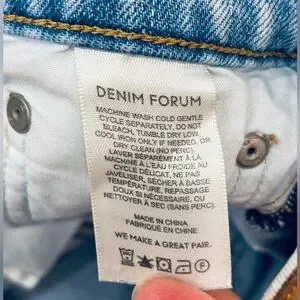 DENIM FORUM
MACHINE WASH COLD GENTLE
CYCLE SEPARATELY, DO NOT
BLEACH, TUMBLE DRY LOW,
COOL IRON ONLY IF NEEDED, OR
DRY CLEAN (NO PERC).
LAVER SÉPARÉMENT À LA
MACHINE À L'EAU FROIDE AU
CYCLE DÉLICAT, NE PAS
JAVELISER, SÉCHER À BASSE
TEMPÉRATURE, REPASSAGE
DOUX SI NÉCESSAIRE, OU
NETTOYER À SEC (SANS PERC).
MADE IN CHINA
FABRIQUÉ EN CHINE
WE MAKE A GREAT PAIR.
F